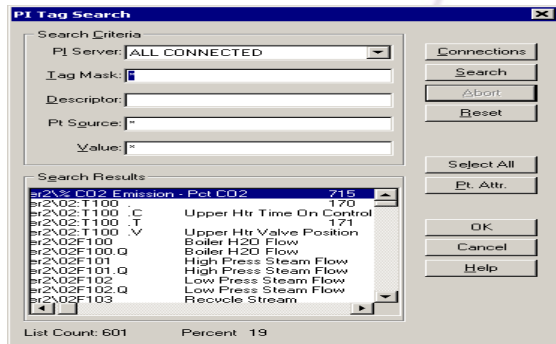 PI Tag Search
Search Criteria
PI Server: ALL CONNECTED
Tag Mask: *
Descriptor:
Pt Source: *
Value: *
Connections
Search
Abort
Reset
Search Results
er2\% CO2 Emission - Pct CO2 715
er2\02:T100 . 170
er2\02:T100 .C Upper Htr Time On Control
er2\02:T100 .T 171
er2\02:T100 .V Upper Htr Valve Position
er2\02F100 Boiler H2O Flow
er2\02F100.Q Boiler H2O Flow
er2\02F101 High Press Steam Flow
er2\02F101.Q High Press Steam Flow
er2\02F102 Low Press Steam Flow
er2\02F102.Q Low Press Steam Flow
er2\02F103 Recycle Stream
Select All
Pt. Attr.
OK
Cancel
Help
List Count: 601 Percent 19